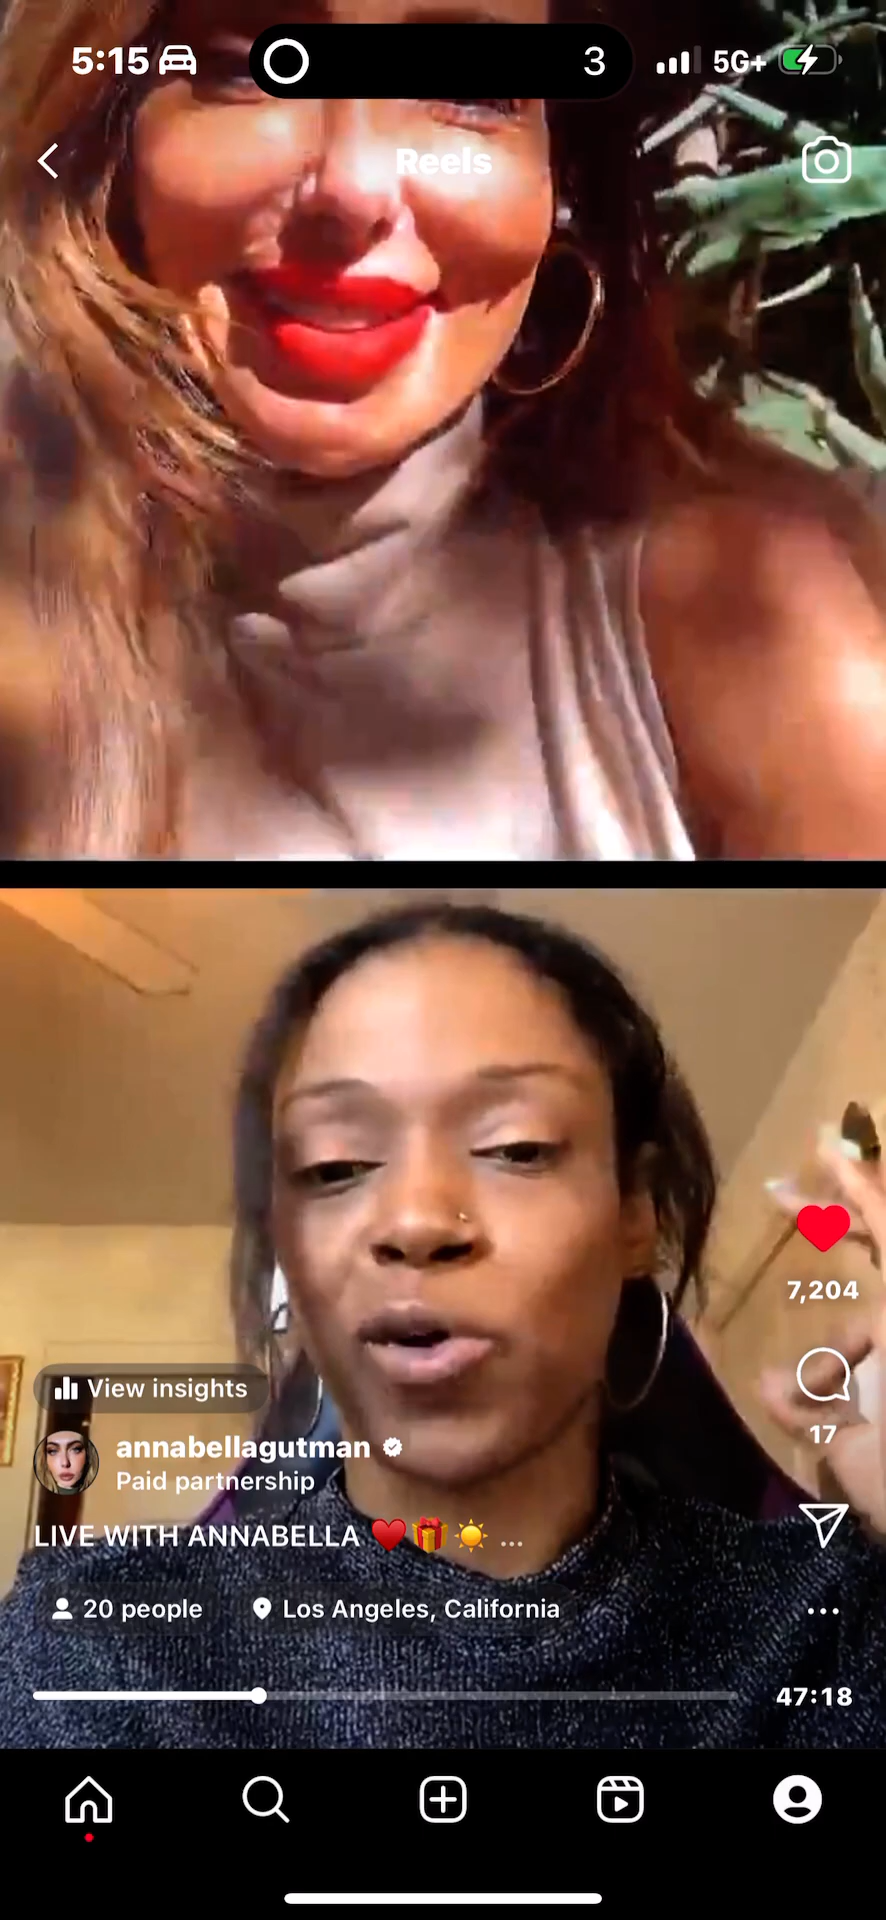 5:15 3 5G+
Reels
7,204
View insights
17
annabellagutman
Paid partnership
LIVE WITH ANNABELLA ❤️🎁☀️ ...
20 people Los Angeles, California
47:18